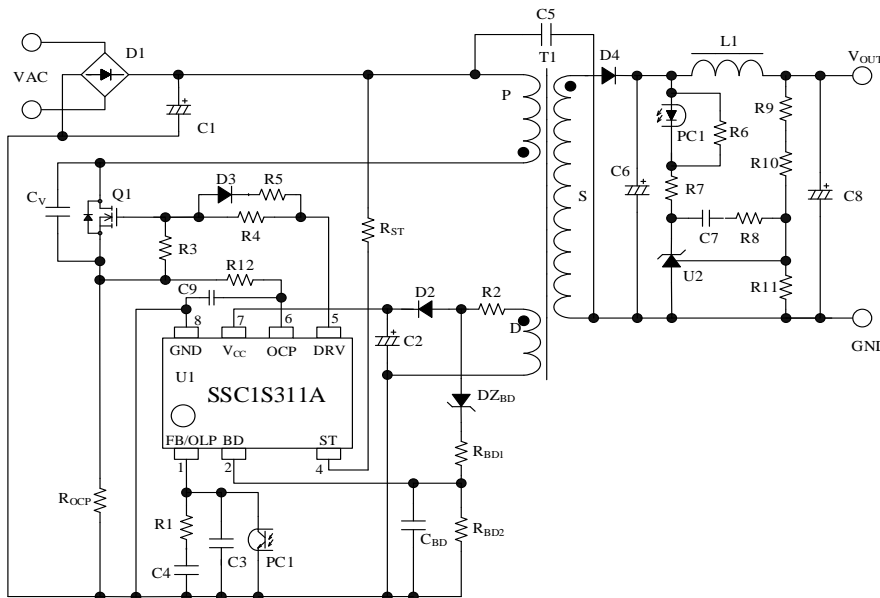 C5
D1
T1
D4
L1
VOUT
VAC
P
R9
PC1
R6
C1
R10
C6
CV
Q1
D3
R5
R7
S
C8
RST
R4
C7
R8
R3
U2
R12
R11
C9
D2
R2
8
7
6
5
D
C2
GND
GND
VCC
OCP
DRV
U1
SSC1S311A
DZBD
FB/OLP
BD
ST
RBD1
1
2
4
ROCP
R1
CBD
RBD2
C3
PC1
C4